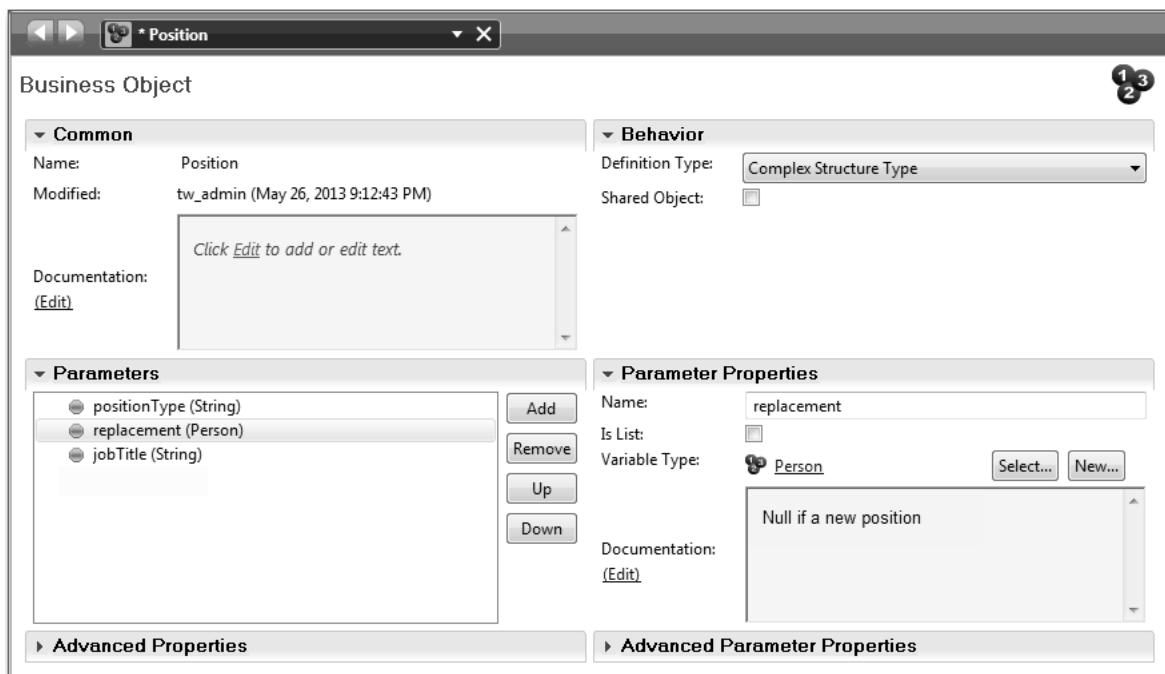 * Position
Business Object
1 2 3
Common
Name: Position
Modified: tw_admin (May 26, 2013 9:12:43 PM)
Documentation:
(Edit)
Click Edit to add or edit text.
Behavior
Definition Type: Complex Structure Type
Shared Object:
Parameters
positionType (String)
replacement (Person)
jobTitle (String)
Add
Remove
Up
Down
Parameter Properties
Name: replacement
Is List:
Variable Type: Person Select... New...
Documentation:
(Edit)
Null if a new position
Advanced Properties
Advanced Parameter Properties